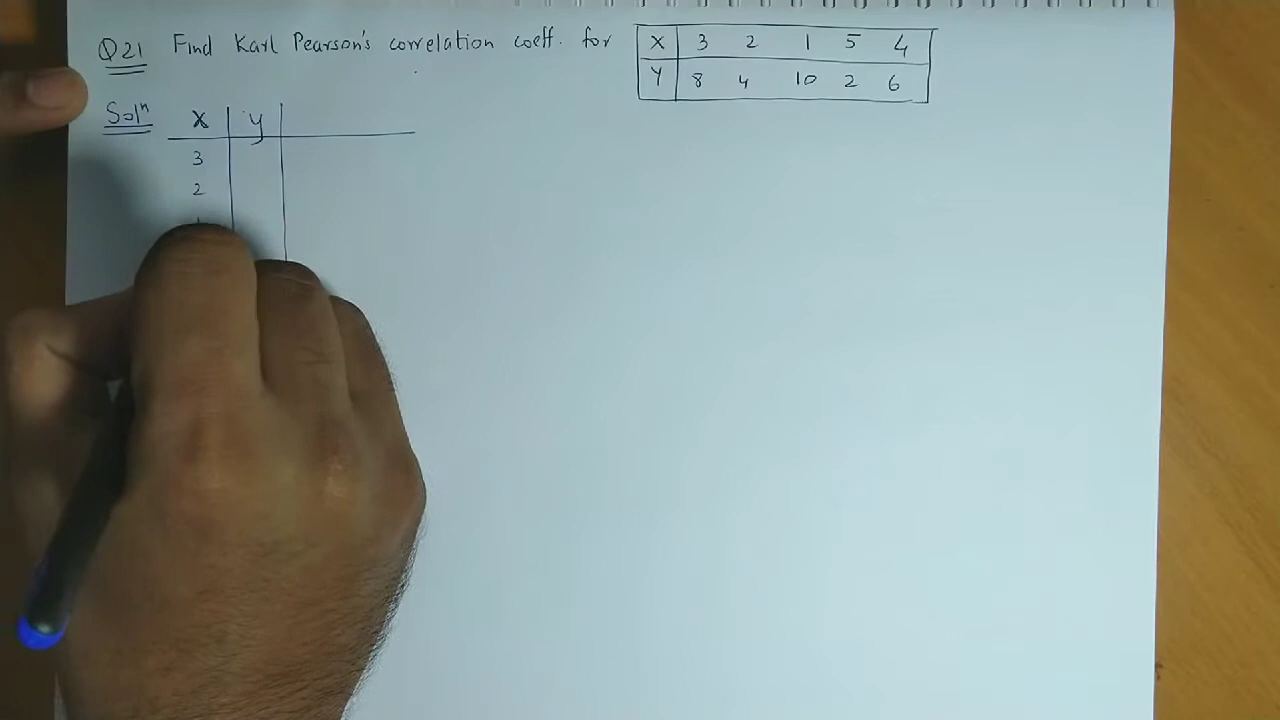 Q21 Find Karl Pearson's correlation coeff. for
X 3 2 1 5 4
Y 8 4 10 2 6
Solⁿ
X y
3
2